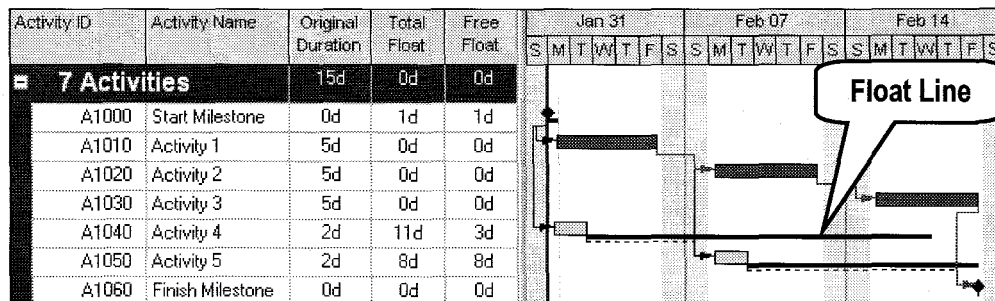 Activity ID Activity Name Original Duration Total Float Free Float Jan 31 Feb 07 Feb 14
S M T W T F S S M T W T F S S M T W T F S
7 Activities 15d 0d 0d
Float Line
A1000 Start Milestone 0d 1d 1d
A1010 Activity 1 5d 0d 0d
A1020 Activity 2 5d 0d 0d
A1030 Activity 3 5d 0d 0d
A1040 Activity 4 2d 11d 3d
A1050 Activity 5 2d 8d 8d
A1060 Finish Milestone 0d 0d 0d